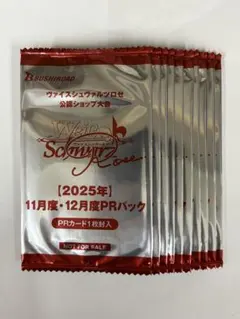 BUSHIROAD
ヴァイスシュヴァルツロゼ
公認ショップ大会
Weiß
Schwarz
Rose
【2025年】
11月度・12月度PRパック
PRカード1枚封入
NOT FOR SALE